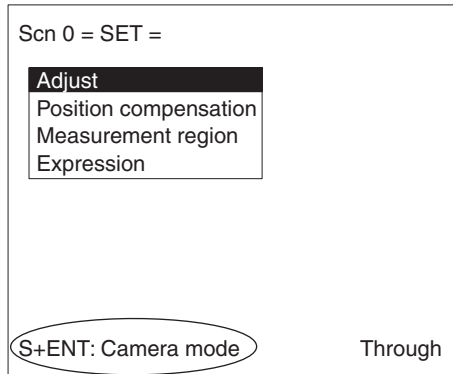 Scn 0 = SET =
Adjust
Position compensation
Measurement region
Expression
S+ENT: Camera mode Through